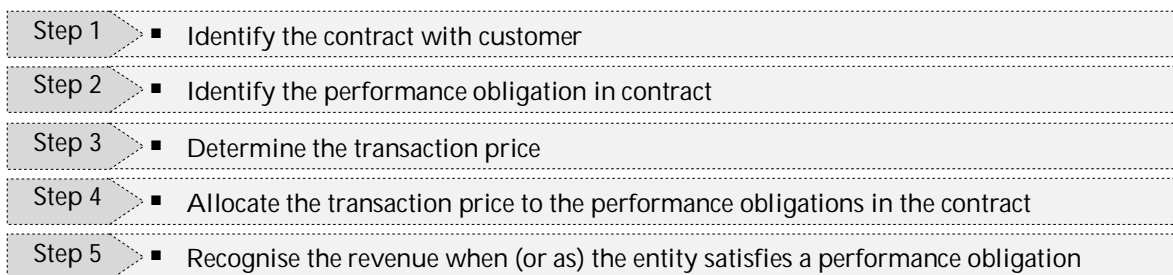 Step 1 ▪ Identify the contract with customer
Step 2 ▪ Identify the performance obligation in contract
Step 3 ▪ Determine the transaction price
Step 4 ▪ Allocate the transaction price to the performance obligations in the contract
Step 5 ▪ Recognise the revenue when (or as) the entity satisfies a performance obligation